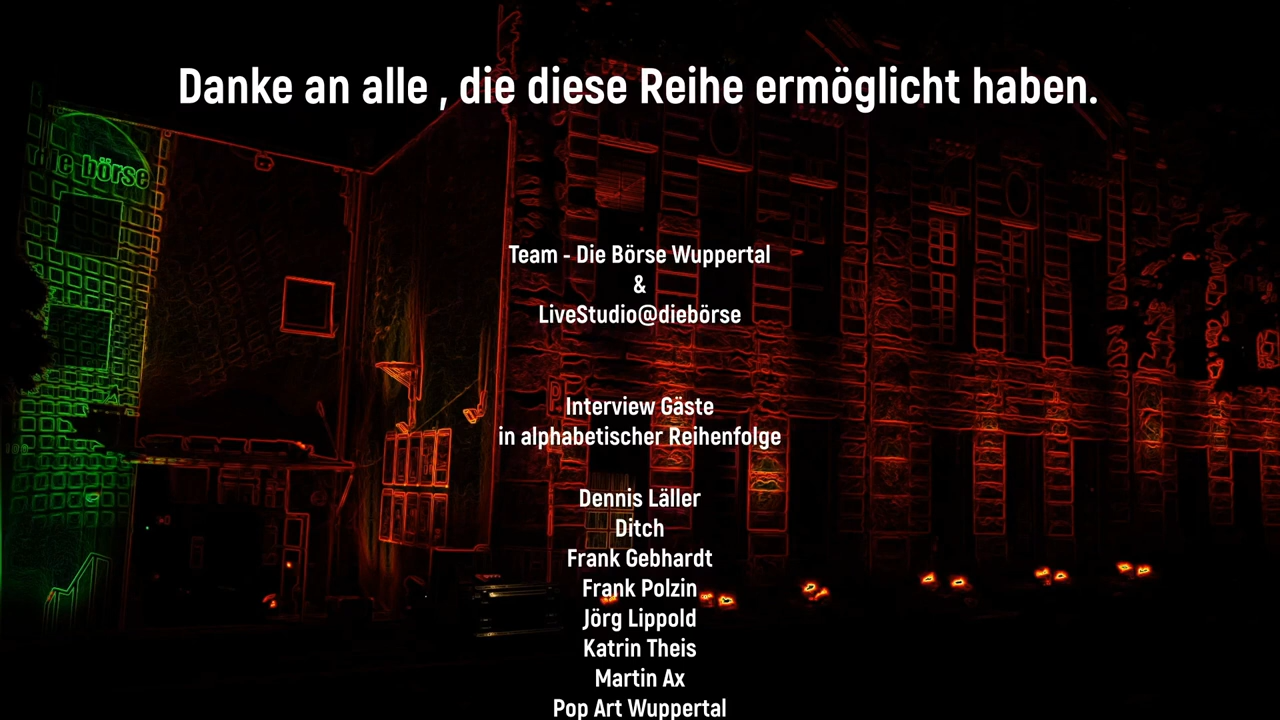 Danke an alle , die diese Reihe ermöglicht haben.
die börse
Team - Die Börse Wuppertal
&
LiveStudio@diebörse
Interview Gäste
in alphabetischer Reihenfolge
Dennis Läller
Ditch
Frank Gebhardt
Frank Polzin
Jörg Lippold
Katrin Theis
Martin Ax
Pop Art Wuppertal